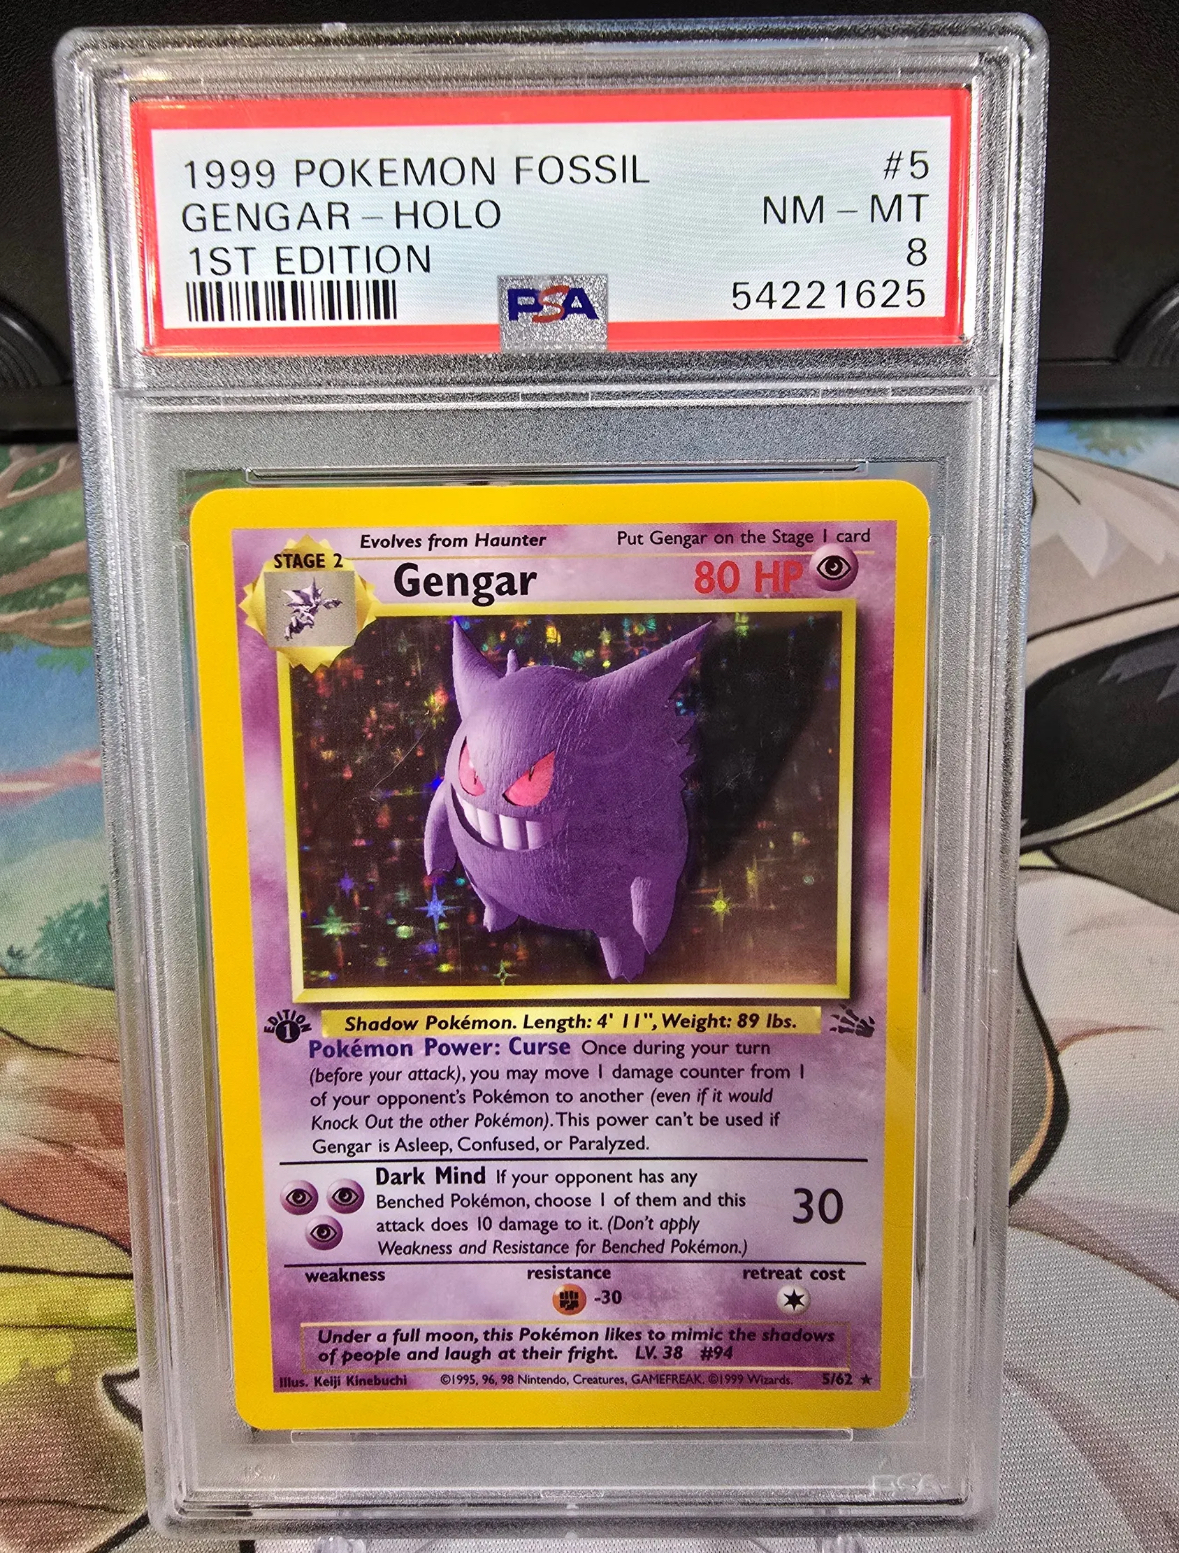 1999 POKEMON FOSSIL #5
GENGAR – HOLO NM – MT
1ST EDITION 8
PSA 54221625
Evolves from Haunter Put Gengar on the Stage 1 card
STAGE 2
Gengar 80 HP
EDITION 1
Shadow Pokémon. Length: 4' 11", Weight: 89 lbs.
Pokémon Power: Curse Once during your turn
(before your attack), you may move 1 damage counter from 1
of your opponent's Pokémon to another (even if it would
Knock Out the other Pokémon). This power can't be used if
Gengar is Asleep, Confused, or Paralyzed.
Dark Mind If your opponent has any
Benched Pokémon, choose 1 of them and this
attack does 10 damage to it. (Don't apply
Weakness and Resistance for Benched Pokémon.)
30
weakness resistance retreat cost
-30
Under a full moon, this Pokémon likes to mimic the shadows
of people and laugh at their fright. LV. 38 #94
Illus. Keiji Kinebuchi ©1995, 96, 98 Nintendo, Creatures, GAMEFREAK. ©1999 Wizards. 5/62 ★
PSA